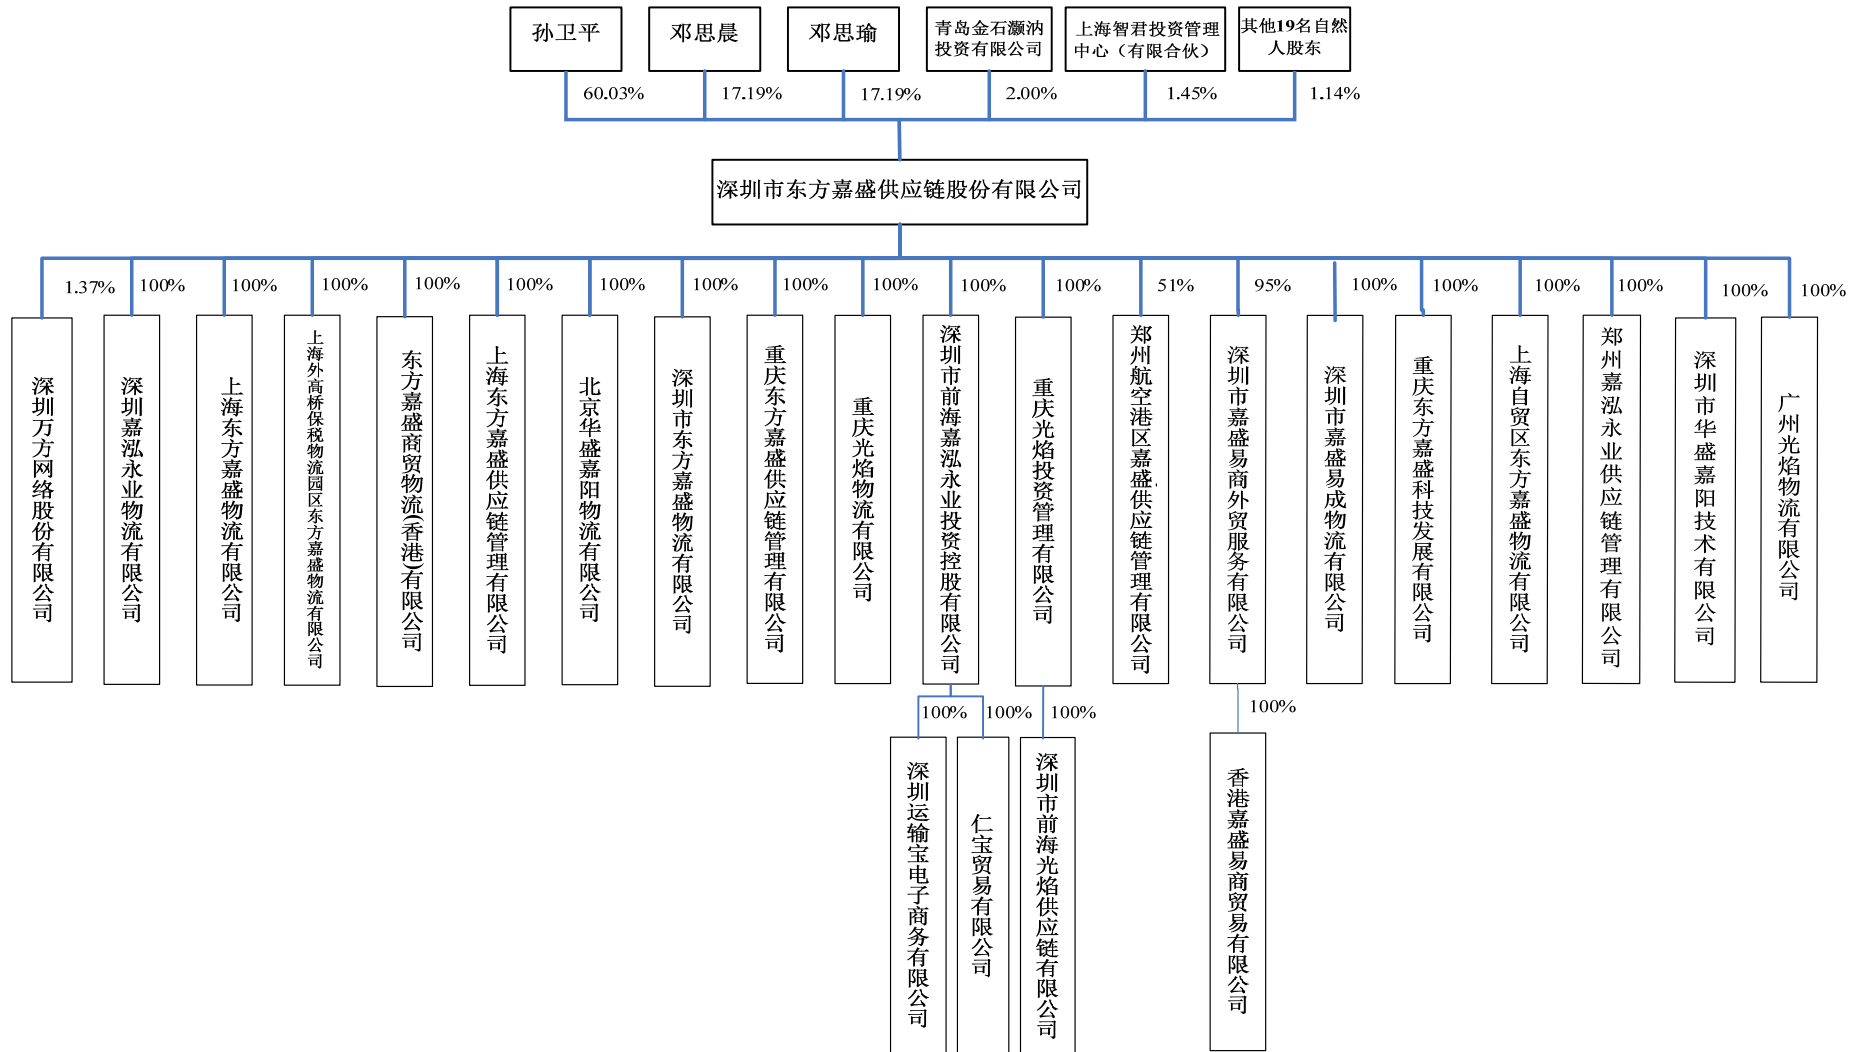 孙卫平
邓思晨
邓思瑜
青岛金石灏汭
投资有限公司
上海智君投资管理
中心（有限合伙）
其他19名自然
人股东
60.03%
17.19%
17.19%
2.00%
1.45%
1.14%
深圳市东方嘉盛供应链股份有限公司
1.37%
100%
100%
100%
100%
100%
100%
100%
100%
100%
100%
100%
51%
95%
100%
100%
100%
100%
100%
100%
深圳万方网络股份有限公司
深圳嘉泓永业物流有限公司
上海东方嘉盛物流有限公司
上海外高桥保税物流园区东方嘉盛物流有限公司
东方嘉盛商贸物流(香港)有限公司
上海东方嘉盛供应链管理有限公司
北京华盛嘉阳物流有限公司
深圳市东方嘉盛物流有限公司
重庆东方嘉盛供应链管理有限公司
重庆光焰物流有限公司
深圳市前海嘉泓永业投资控股有限公司
重庆光焰投资管理有限公司
郑州航空港区嘉盛供应链管理有限公司
深圳市嘉盛易商外贸服务有限公司
深圳市嘉盛易成物流有限公司
重庆东方嘉盛科技发展有限公司
上海自贸区东方嘉盛物流有限公司
郑州嘉泓永业供应链管理有限公司
深圳市华盛嘉阳技术有限公司
广州光焰物流有限公司
100%
100%
100%
100%
深圳运输宝电子商务有限公司
仁宝贸易有限公司
深圳市前海光焰供应链有限公司
香港嘉盛易商贸易有限公司